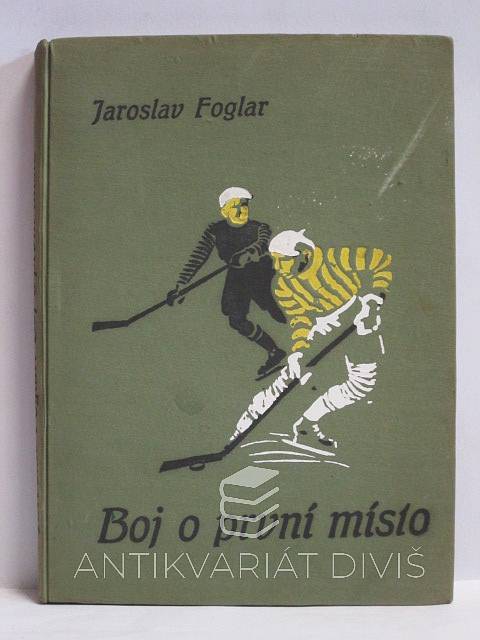 Jaroslav Foglar
Boj o první místo
ANTIKVARIÁT DIVIŠ